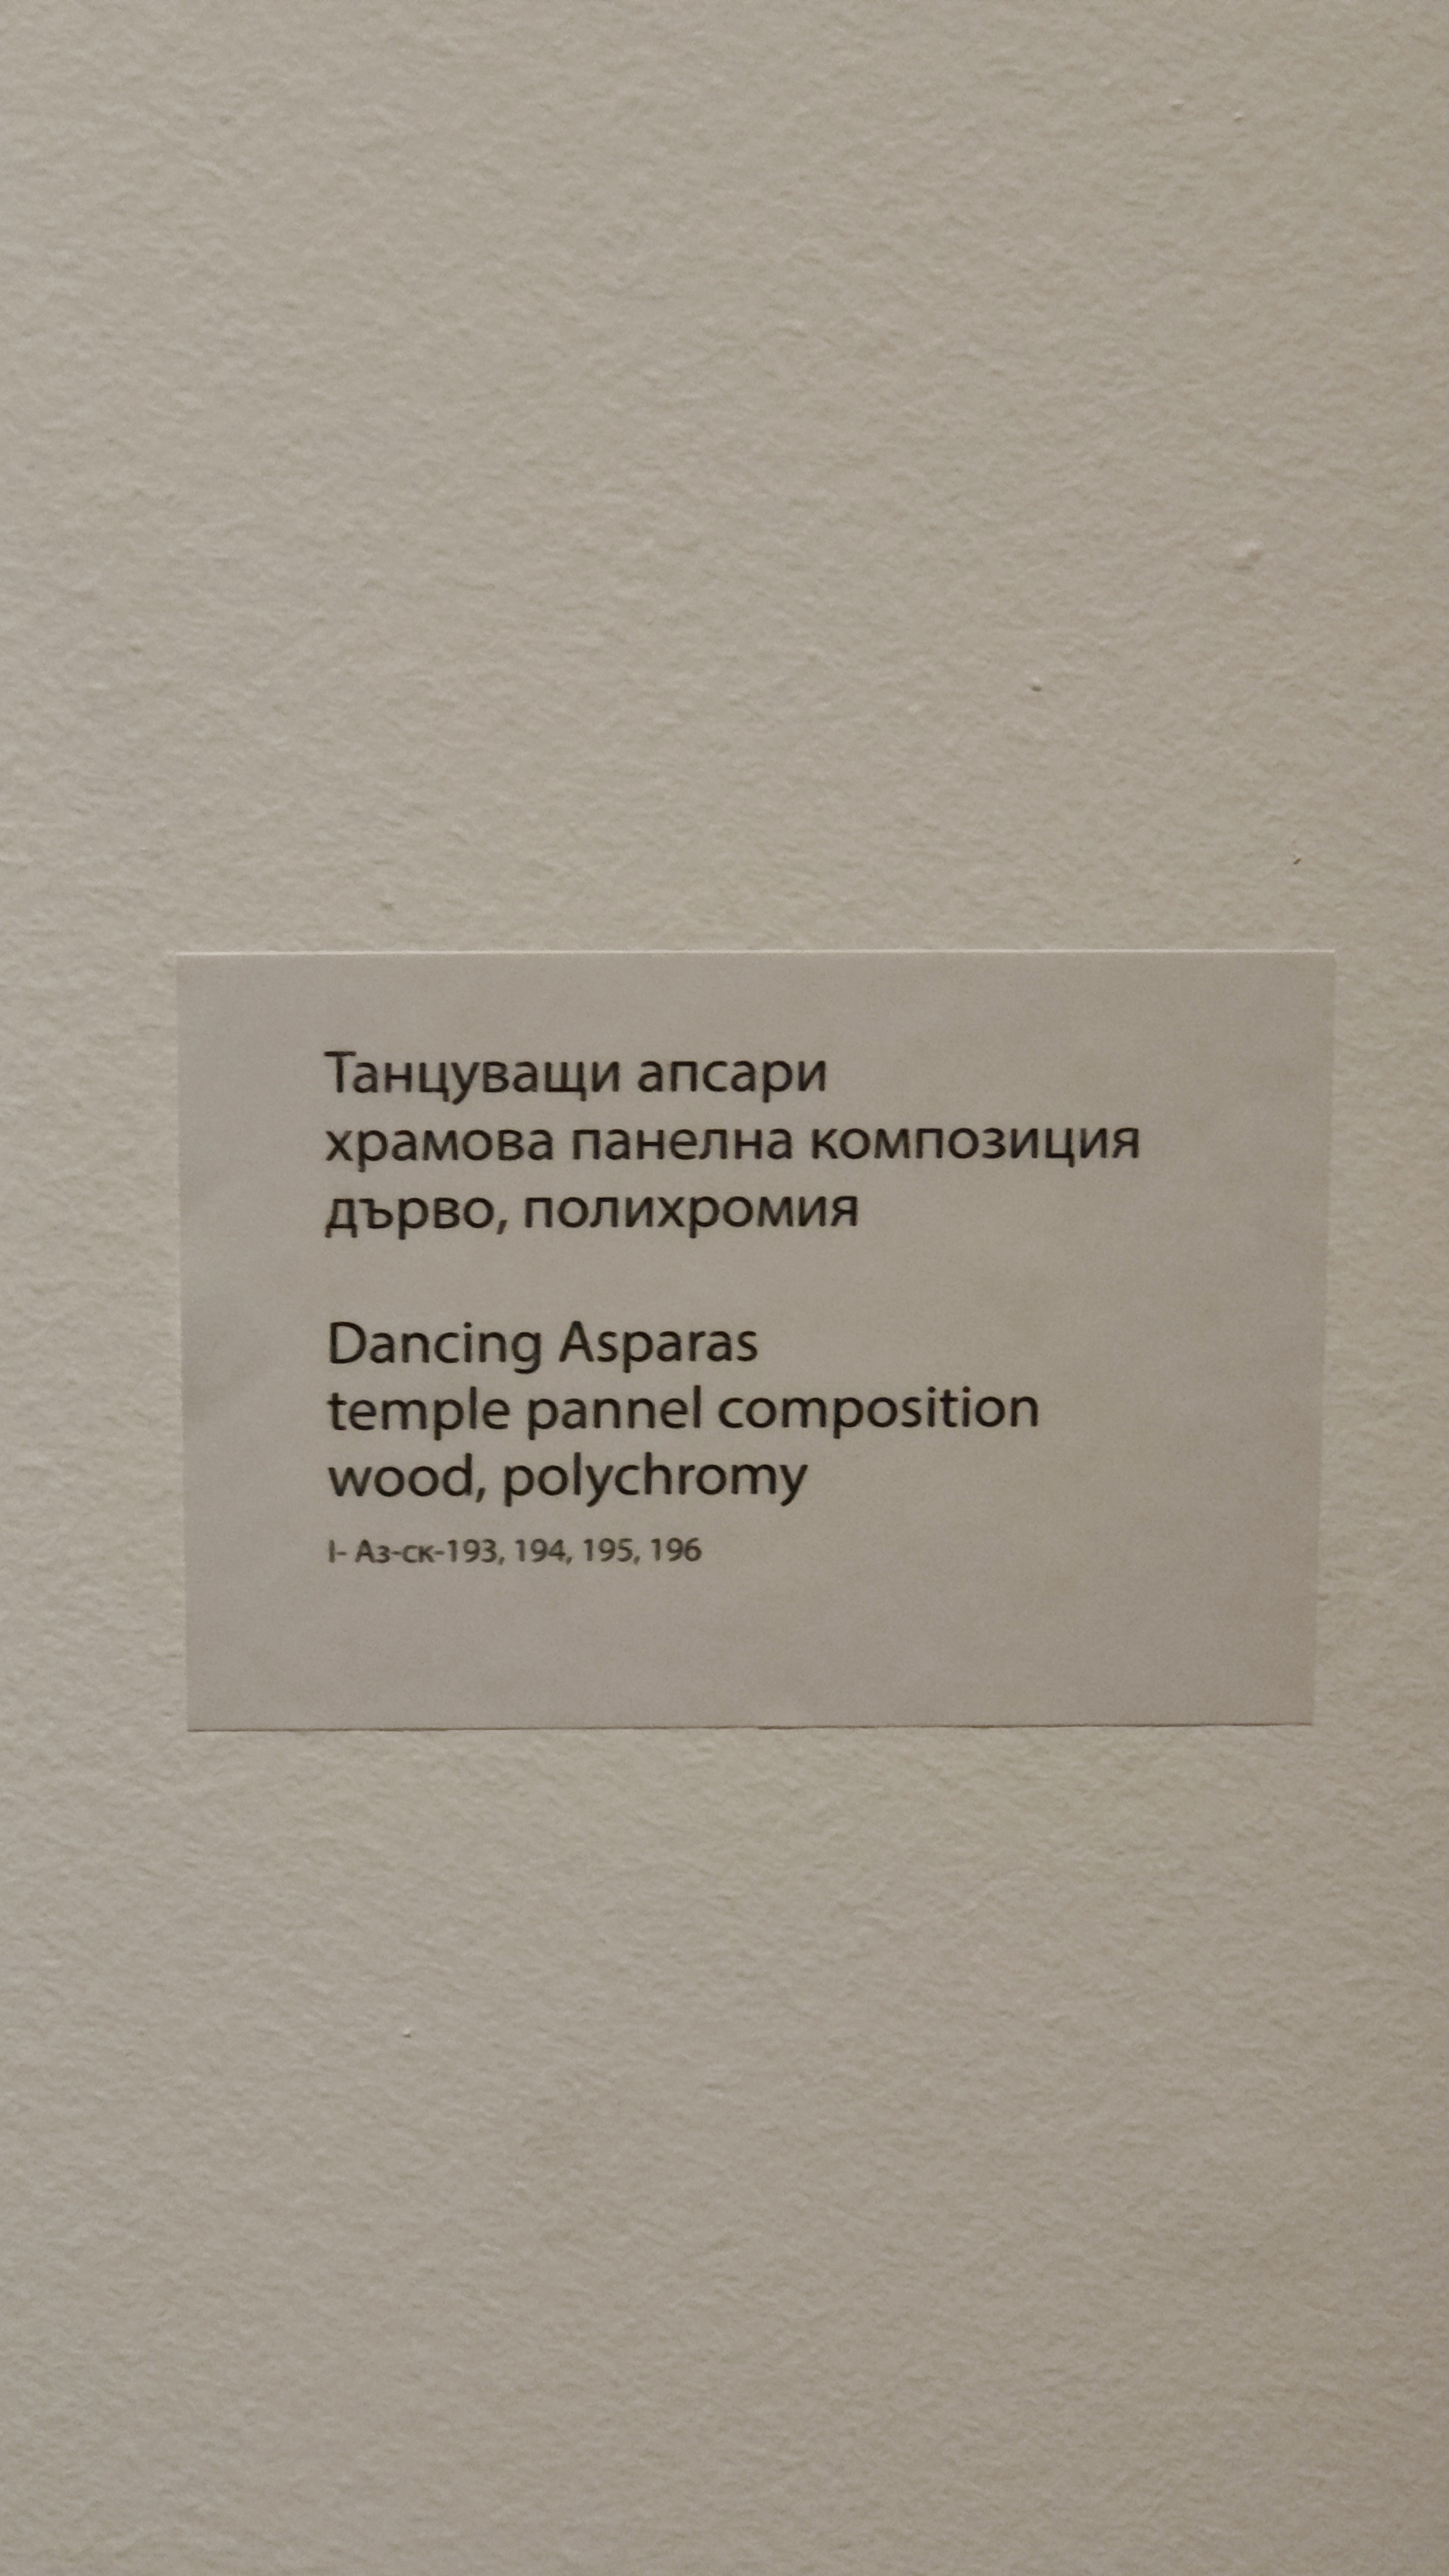 Танцуващи апсари
храмова панелна композиция
дърво, полихромия
Dancing Asparas
temple pannel composition
wood, polychromy
I- Аз-ск-193, 194, 195, 196